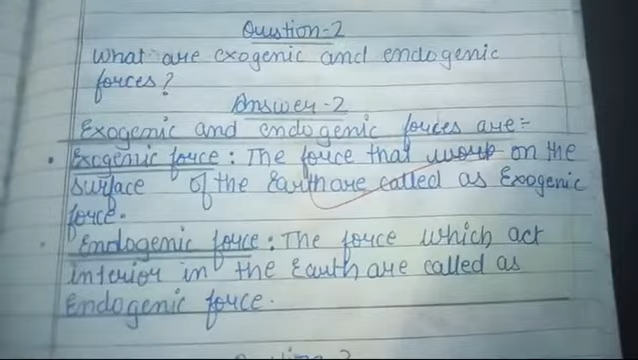 Question-2
What are exogenic and endogenic
forces?
Answer-2
Exogenic and endogenic forces are:-
• Exogenic force: The force that work on the
surface of the Earth are called as Exogenic
force.
• Endogenic force: The force which act
interior in the Earth are called as
Endogenic force.